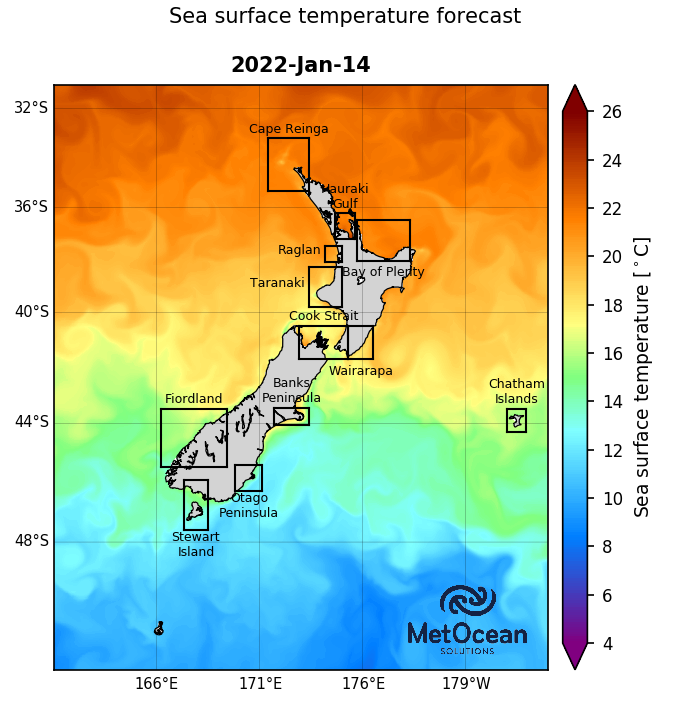 Sea surface temperature forecast
2022-Jan-14
32°S
36°S
40°S
44°S
48°S
Cape Reinga
Hauraki
Gulf
Raglan
Bay of Plenty
Taranaki
Cook Strait
Wairarapa
Banks
Peninsula
Fiordland
Chatham
Islands
Otago
Peninsula
Stewart
Island
MetOcean
SOLUTIONS
166°E
171°E
176°E
179°W
26
24
22
20
18
16
14
12
10
8
6
4
Sea surface temperature [°C]